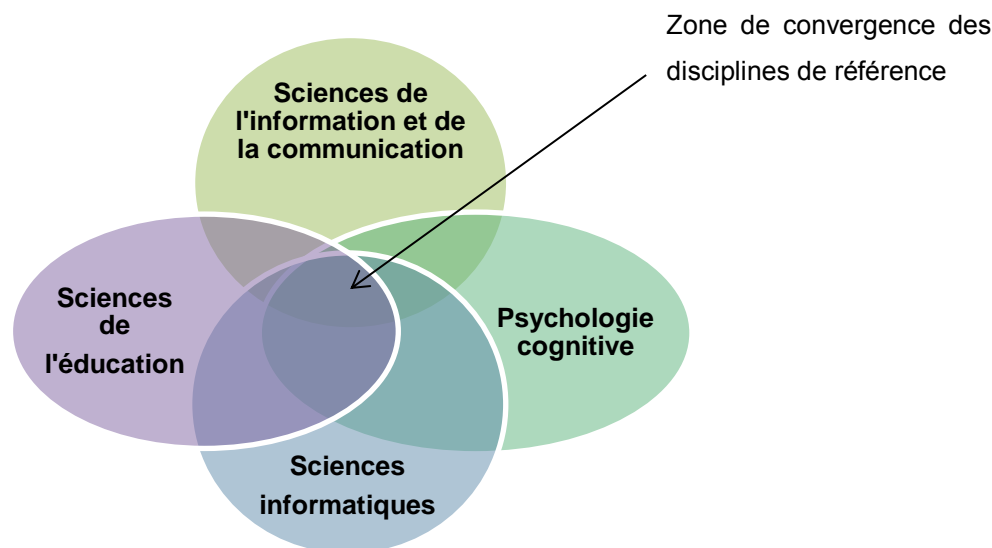 Zone de convergence des
disciplines de référence
Sciences de
l'information et de
la communication
Sciences
de
l'éducation
Psychologie
cognitive
Sciences
informatiques